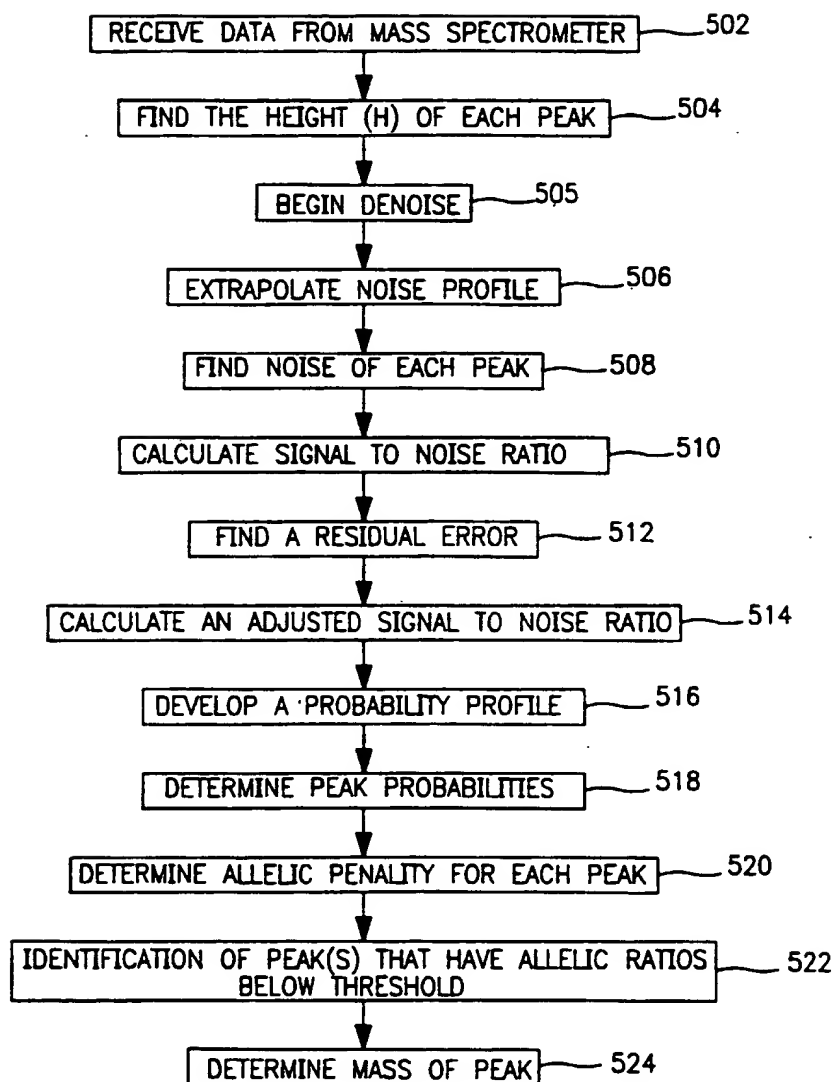 RECEIVE DATA FROM MASS SPECTROMETER 502
FIND THE HEIGHT (H) OF EACH PEAK 504
BEGIN DENOISE 505
EXTRAPOLATE NOISE PROFILE 506
FIND NOISE OF EACH PEAK 508
CALCULATE SIGNAL TO NOISE RATIO 510
FIND A RESIDUAL ERROR 512
CALCULATE AN ADJUSTED SIGNAL TO NOISE RATIO 514
DEVELOP A PROBABILITY PROFILE 516
DETERMINE PEAK PROBABILITIES 518
DETERMINE ALLELIC PENALITY FOR EACH PEAK 520
IDENTIFICATION OF PEAK(S) THAT HAVE ALLELIC RATIOS 522
BELOW THRESHOLD
DETERMINE MASS OF PEAK 524